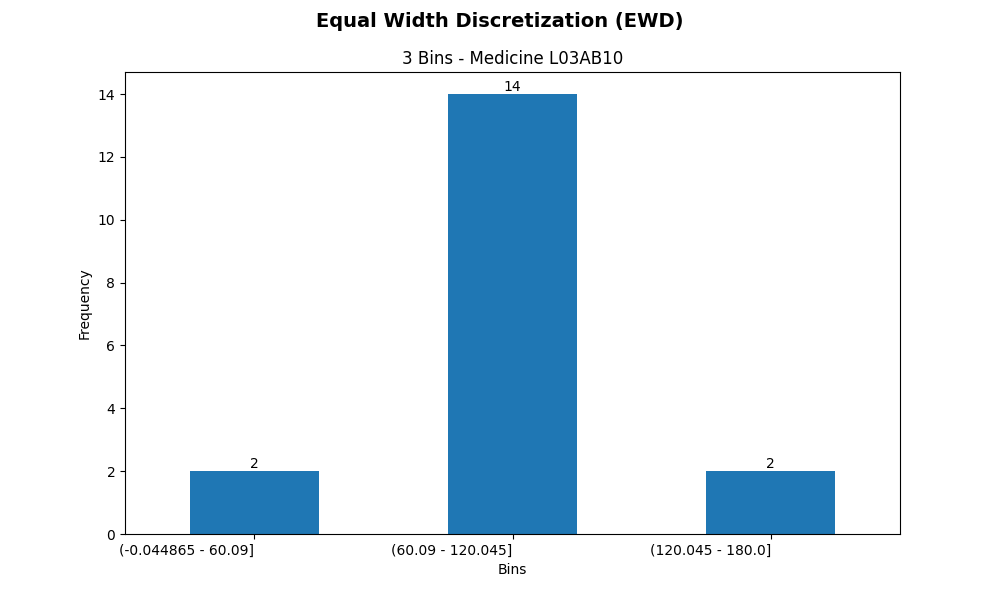 Equal Width Discretization (EWD)
3 Bins - Medicine L03AB10
14
12
10
8
6
4
2
0
Frequency
2
14
2
(-0.044865 - 60.09]
(60.09 - 120.045]
(120.045 - 180.0]
Bins